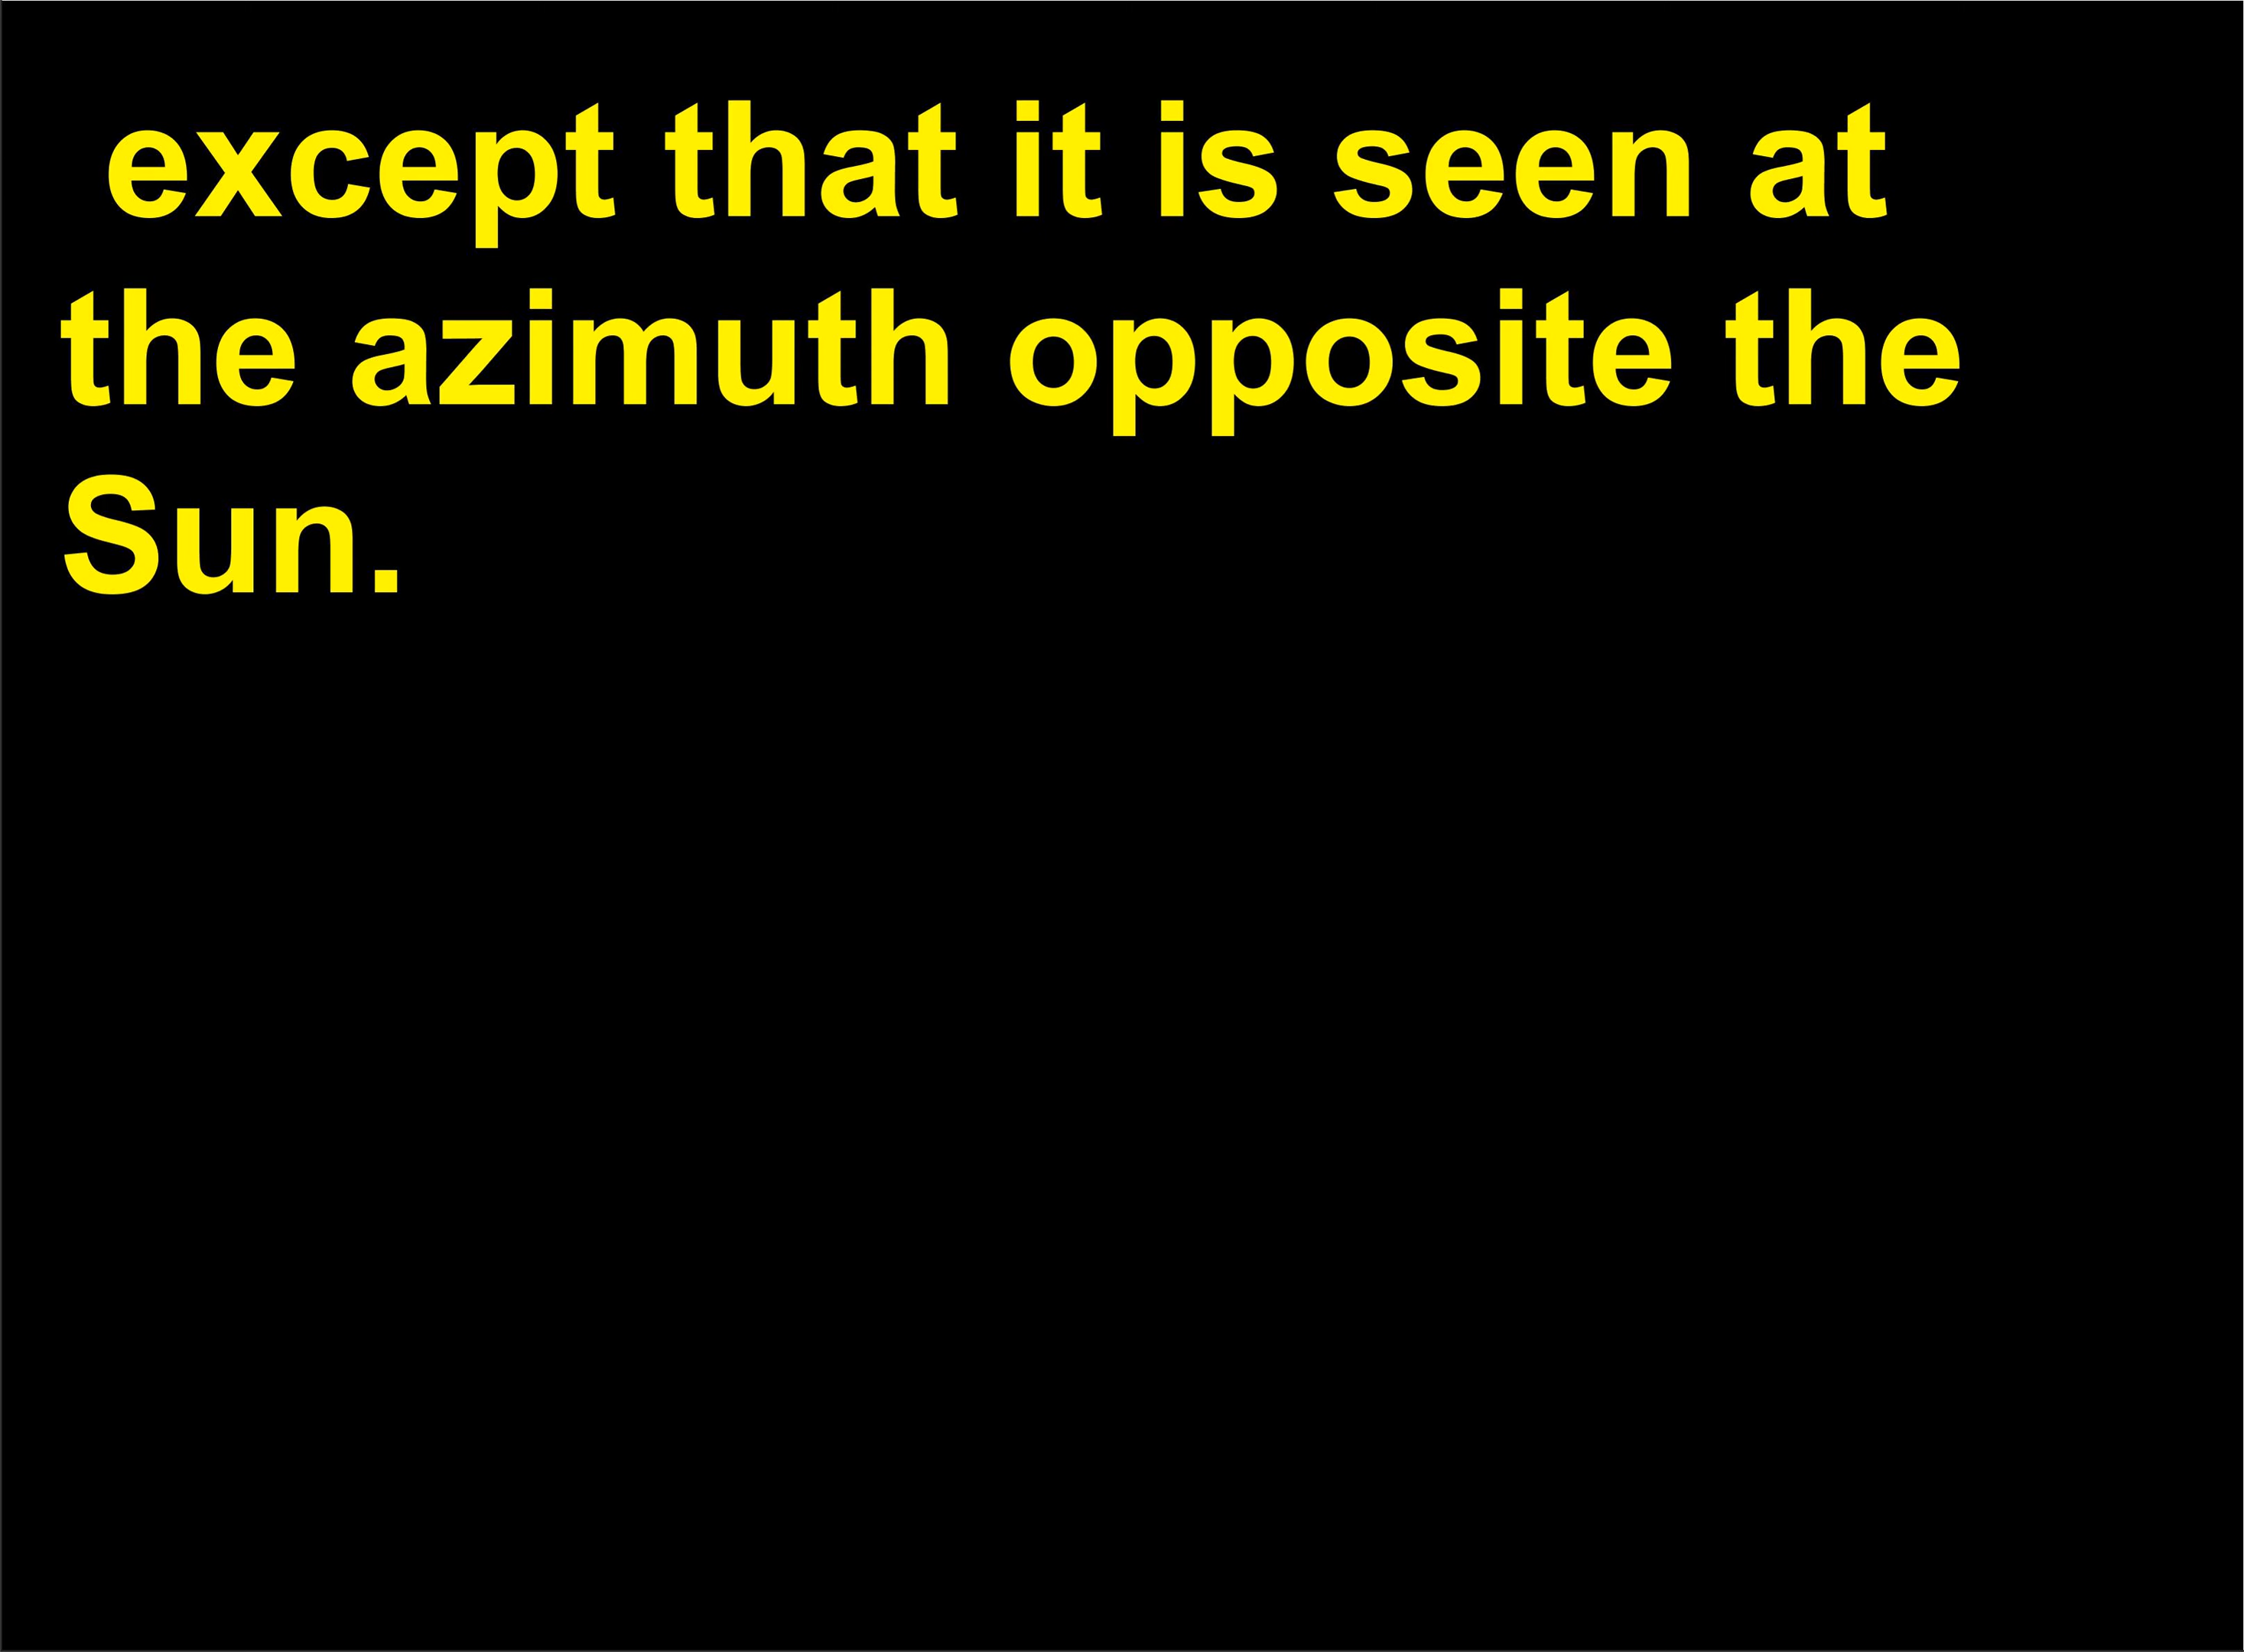 except that it is seen at
the azimuth opposite the
Sun.